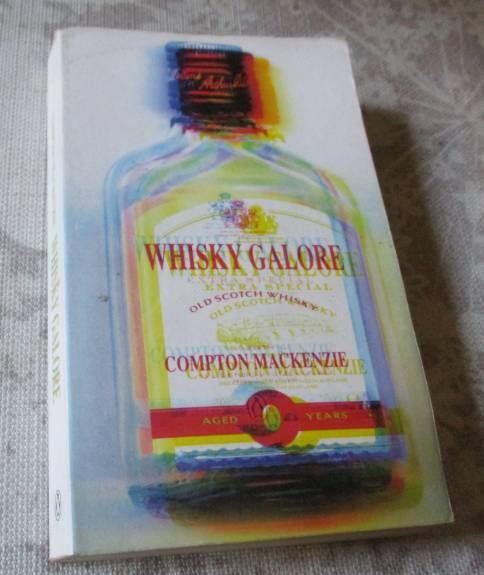 WHISKY GALORE
EXTRA SPECIAL
OLD SCOTCH WHISKY
COMPTON MACKENZIE
AGED YEARS
WHISKY GALORE